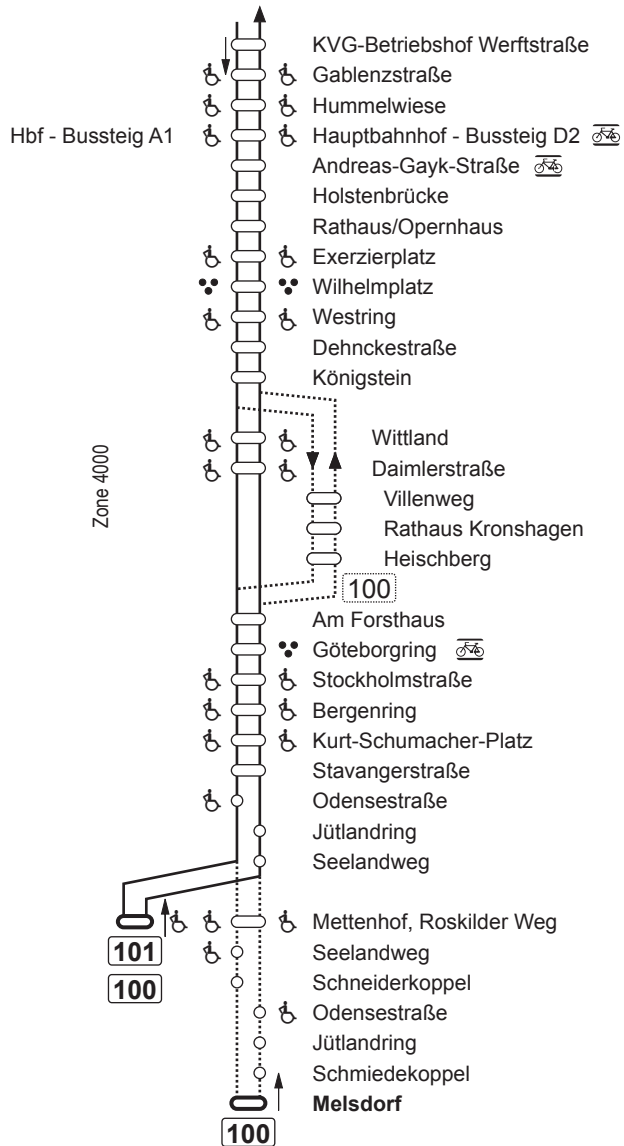 KVG-Betriebshof Werftstraße
Gablenzstraße
Hummelwiese
Hbf - Bussteig A1 Hauptbahnhof - Bussteig D2
Andreas-Gayk-Straße
Holstenbrücke
Rathaus/Opernhaus
Exerzierplatz
Wilhelmplatz
Westring
Dehnckestraße
Königstein
Wittland
Daimlerstraße
Zone 4000
Villenweg
Rathaus Kronshagen
Heischberg
100
Am Forsthaus
Göteborgring
Stockholmstraße
Bergenring
Kurt-Schumacher-Platz
Stavangerstraße
Odensestraße
Jütlandring
Seelandweg
Mettenhof, Roskilder Weg
101
Seelandweg
100
Schneiderkoppel
Odensestraße
Jütlandring
Schmiedekoppel
Melsdorf
100